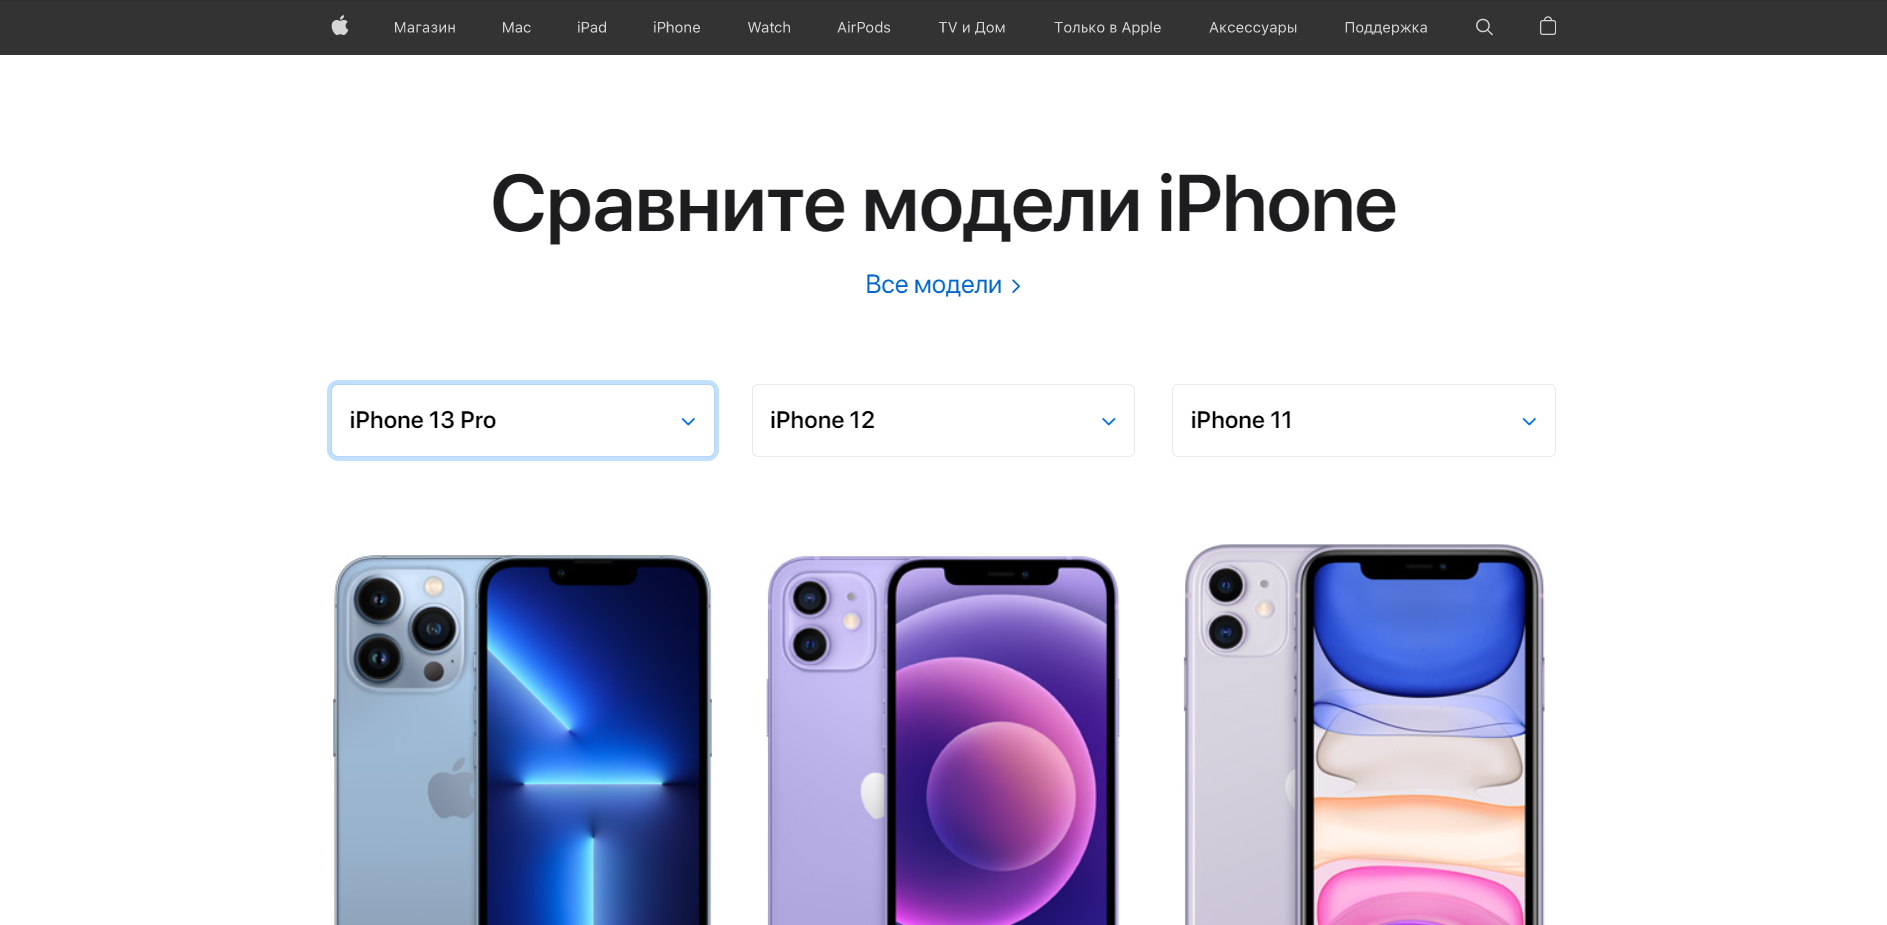 Магазин Mac iPad iPhone Watch AirPods TV и Дом Только в Apple Аксессуары Поддержка
Сравните модели iPhone
Все модели
iPhone 13 Pro
iPhone 12
iPhone 11